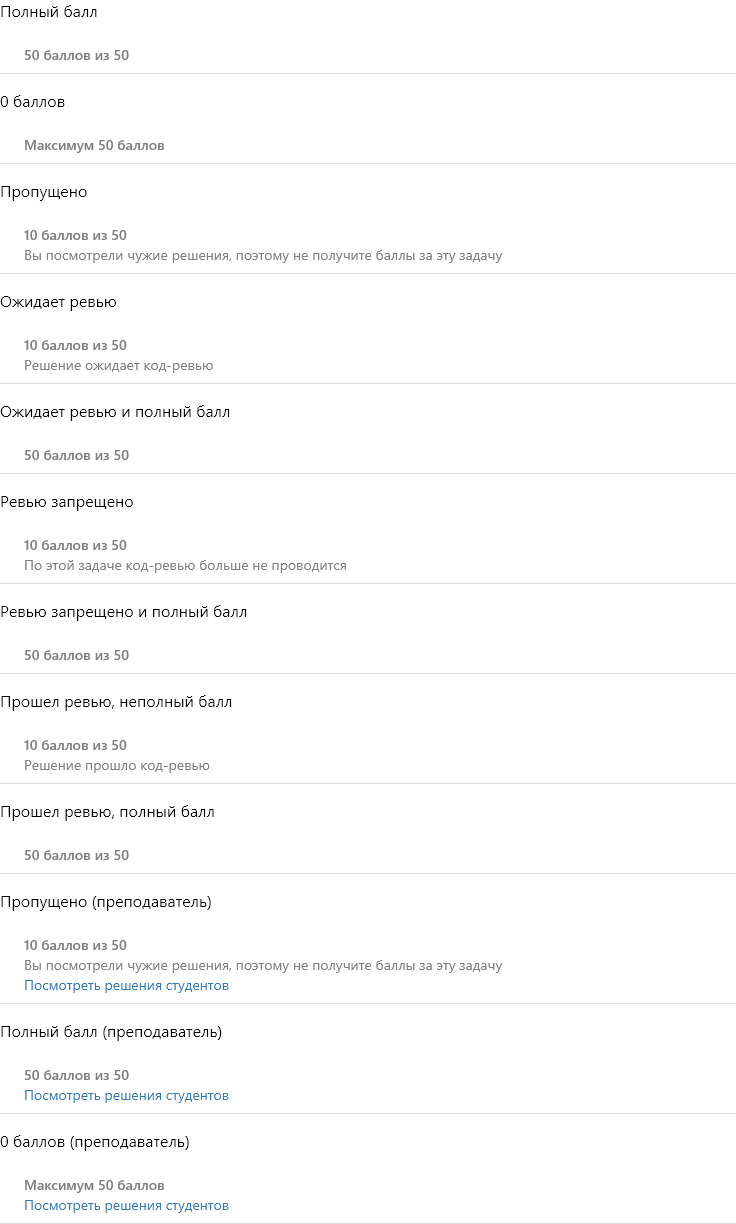 Полный балл
50 баллов из 50
0 баллов
Максимум 50 баллов
Пропущено
10 баллов из 50
Вы посмотрели чужие решения, поэтому не получите баллы за эту задачу
Ожидает ревью
10 баллов из 50
Решение ожидает код-ревью
Ожидает ревью и полный балл
50 баллов из 50
Ревью запрещено
10 баллов из 50
По этой задаче код-ревью больше не проводится
Ревью запрещено и полный балл
50 баллов из 50
Прошел ревью, неполный балл
10 баллов из 50
Решение прошло код-ревью
Прошел ревью, полный балл
50 баллов из 50
Пропущено (преподаватель)
10 баллов из 50
Вы посмотрели чужие решения, поэтому не получите баллы за эту задачу
Посмотреть решения студентов
Полный балл (преподаватель)
50 баллов из 50
Посмотреть решения студентов
0 баллов (преподаватель)
Максимум 50 баллов
Посмотреть решения студентов